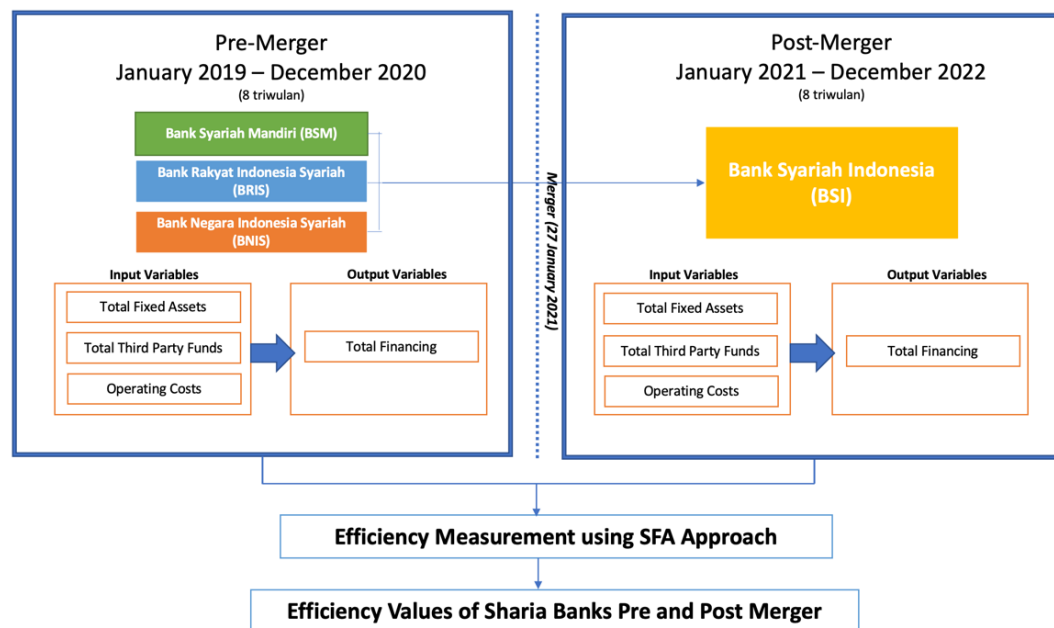 Pre-Merger
January 2019 – December 2020
(8 triwulan)
Bank Syariah Mandiri (BSM)
Bank Rakyat Indonesia Syariah
(BRIS)
Bank Negara Indonesia Syariah
(BNIS)
Input Variables
Output Variables
Total Fixed Assets
Total Third Party Funds
Operating Costs
Total Financing
Merger (27 January 2021)
Post-Merger
January 2021 – December 2022
(8 triwulan)
Bank Syariah Indonesia
(BSI)
Input Variables
Output Variables
Total Fixed Assets
Total Third Party Funds
Operating Costs
Total Financing
Efficiency Measurement using SFA Approach
Efficiency Values of Sharia Banks Pre and Post Merger